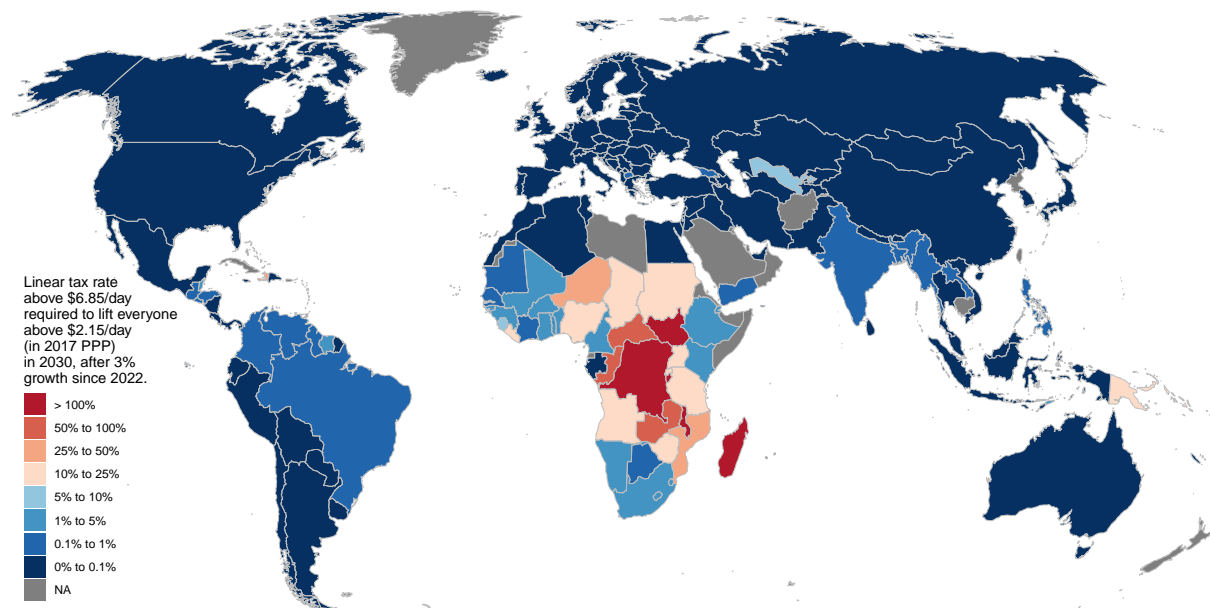 Linear tax rate
above $6.85/day
required to lift everyone
above $2.15/day
(in 2017 PPP)
in 2030, after 3%
growth since 2022.
> 100%
50% to 100%
25% to 50%
10% to 25%
5% to 10%
1% to 5%
0.1% to 1%
0% to 0.1%
NA